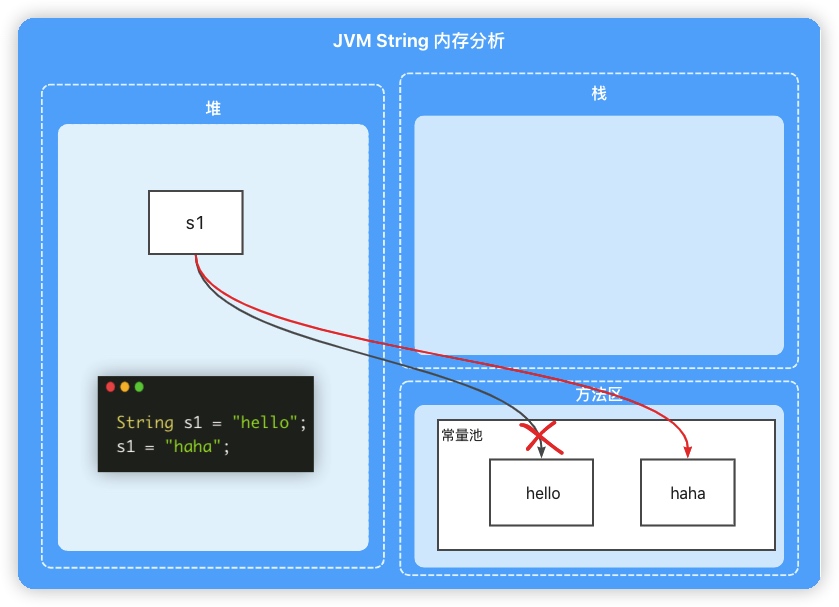 JVM String 内存分析
堆
栈
s1
String s1 = "hello";
s1 = "haha";
方法区
常量池
hello
haha